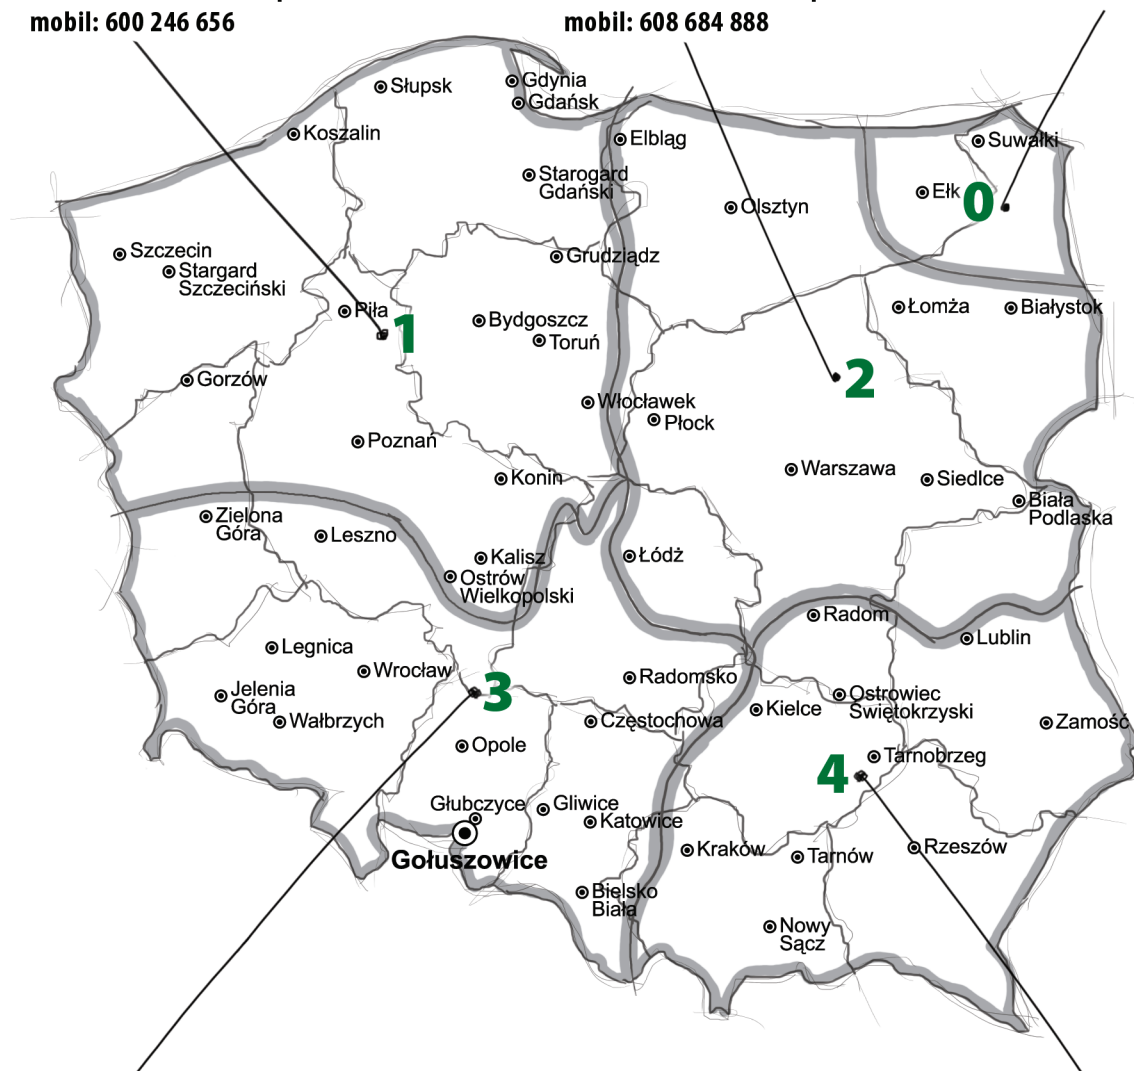 mobil: 600 246 656
mobil: 608 684 888
Słupsk
Gdynia
Gdańsk
Koszalin
Elbląg
Suwałki
Starogard
Gdański
Ełk
0
Olsztyn
Szczecin
Stargard
Szczeciński
Grudziądz
Piła
1
Bydgoszcz
Toruń
Łomża
Białystok
Gorzów
2
Włocławek
Płock
Poznań
Konin
Warszawa
Siedlce
Biała
Podlaska
Zielona
Góra
Leszno
Kalisz
Ostrów
Wielkopolski
Łódż
Radom
Lublin
Legnica
Wrocław
Radomsko
3
Jelenia
Góra
Wałbrzych
Częstochowa
Kielce
Ostrowiec
Świętokrzyski
Zamość
Opole
Tarnobrzeg
4
Głubczyce
Gliwice
Katowice
Gołuszowice
Kraków
Tarnów
Rzeszów
Bielsko
Biała
Nowy
Sącz